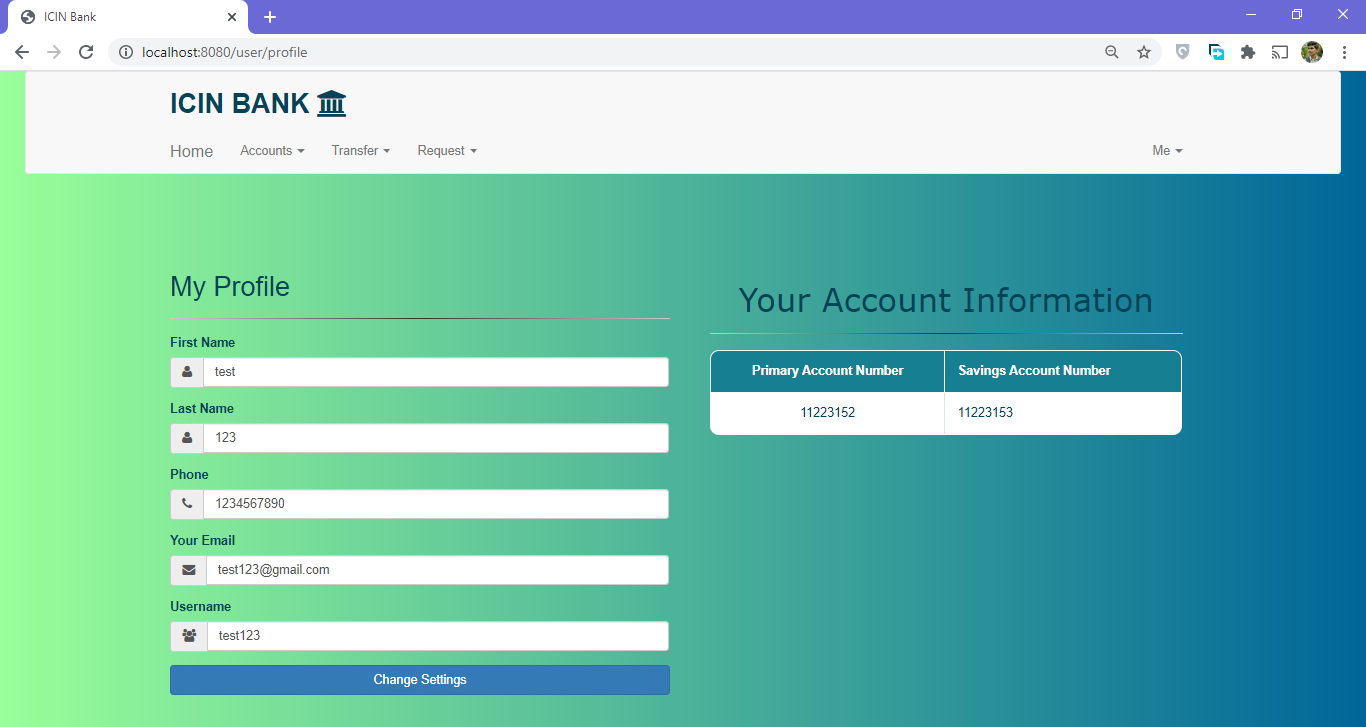 ICIN Bank
localhost:8080/user/profile
ICIN BANK
Home Accounts Transfer Request Me
My Profile
First Name
test
Last Name
123
Phone
1234567890
Your Email
test123@gmail.com
Username
test123
Change Settings
Your Account Information
Primary Account Number Savings Account Number
11223152 11223153